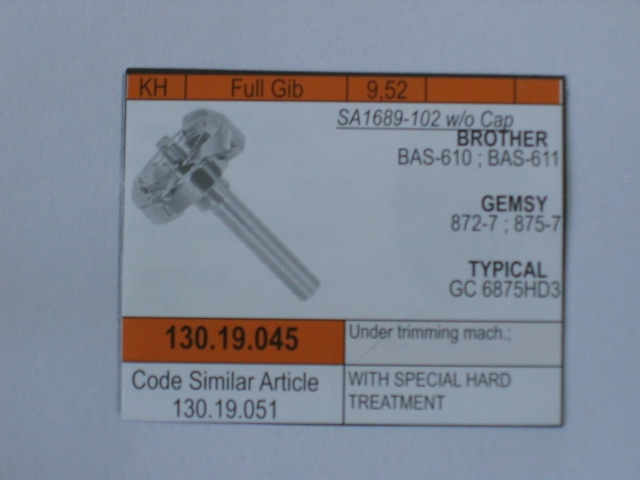 KH Full Gib 9,52
SA1689-102 w/o Cap
BROTHER
BAS-610 ; BAS-611
GEMSY
872-7 ; 875-7
TYPICAL
GC 6875HD3
130.19.045
Under trimming mach.;
Code Similar Article
130.19.051
WITH SPECIAL HARD
TREATMENT